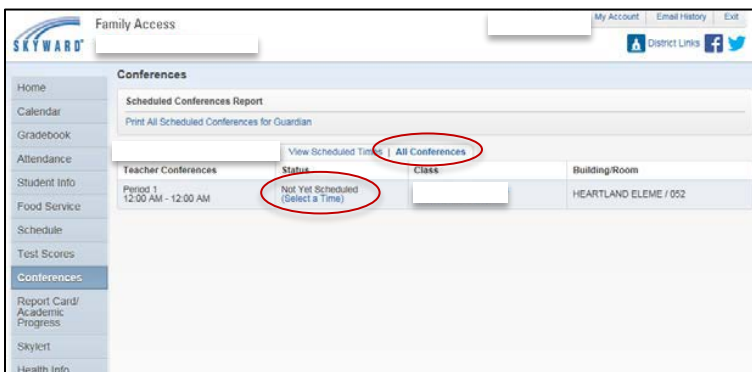 My Account | Email History | Exit
Family Access
SKYWARD®
District Links
Conferences
Home
Calendar
Gradebook
Attendance
Student Info
Food Service
Schedule
Test Scores
Conferences
Report Card/
Academic
Progress
Skylert
Health Info
Scheduled Conferences Report
Print All Scheduled Conferences for Guardian
View Scheduled Times | All Conferences
Teacher Conferences Status Class Building/Room
Period 1 Not Yet Scheduled HEARTLAND ELEME / 052
12:00 AM - 12:00 AM (Select a Time)